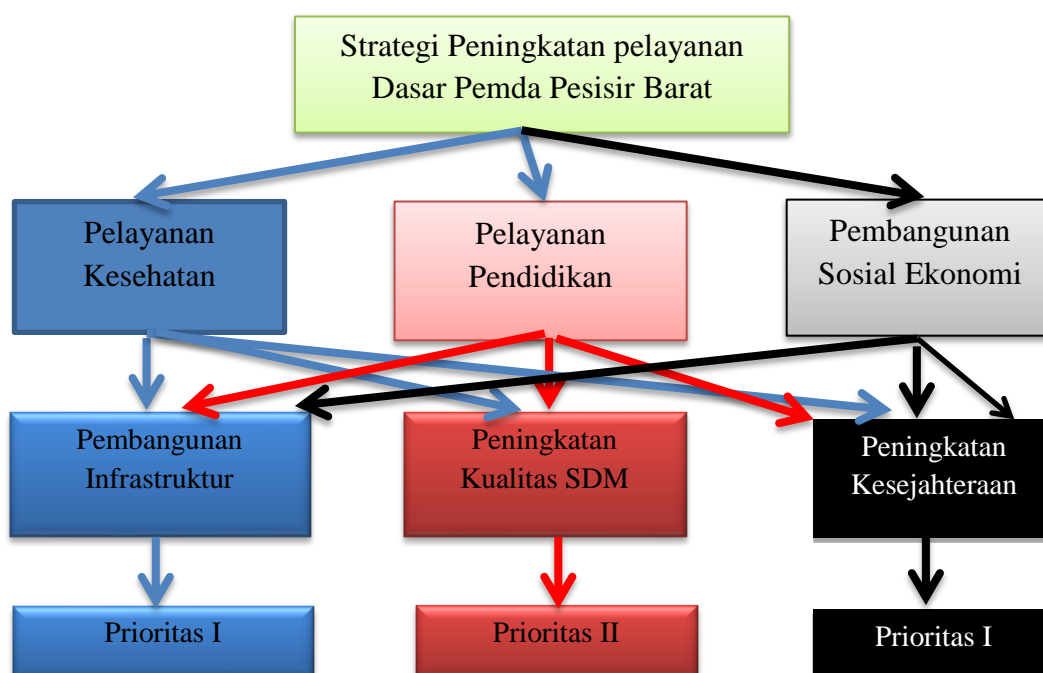 Strategi Peningkatan pelayanan
Dasar Pemda Pesisir Barat
Pelayanan
Kesehatan
Pelayanan
Pendidikan
Pembangunan
Sosial Ekonomi
Pembangunan
Infrastruktur
Peningkatan
Kualitas SDM
Peningkatan
Kesejahteraan
Prioritas I
Prioritas II
Prioritas I